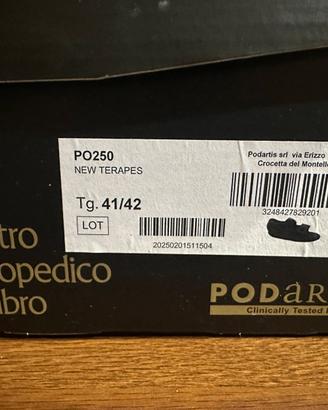 PO250
NEW TERAPES
Podartis srl via Erizzo
Crocetta del Montello
Tg. 41/42
3248427829201
LOT
20250201511504
tro
opedico
bro
PODaR
Clinically Tested